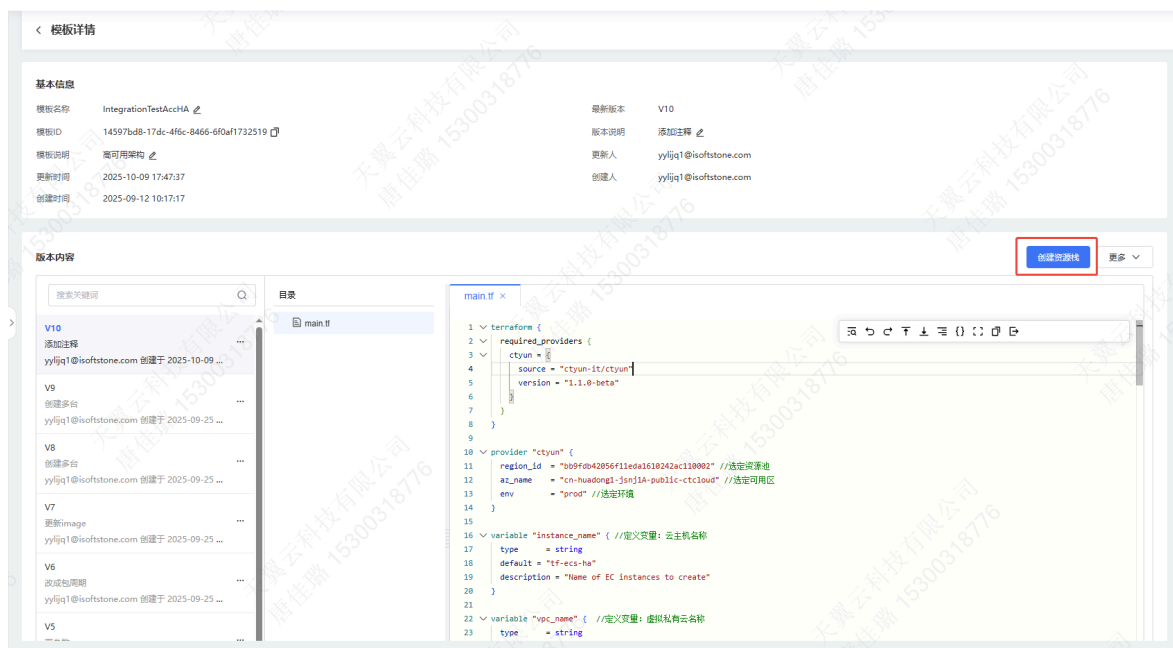 模板详情
基本信息
模板名称 IntegrationTestAccHA 最新版本 V10
模板ID 14597bd8-17dc-4f6c-8466-6f0af1732519 版本说明 添加注释
模板说明 高可用架构 更新人 yylijq1@isoftstone.com
更新时间 2025-10-09 17:47:37 创建人 yylijq1@isoftstone.com
创建时间 2025-09-12 10:17:17
版本内容 创建资源栈 更多
搜索关键词
V10
添加注释 ...
yylijq1@isoftstone.com 创建于 2025-10-09 ...
V9
创建多台 ...
yylijq1@isoftstone.com 创建于 2025-09-25 ...
V8
创建多台 ...
yylijq1@isoftstone.com 创建于 2025-09-25 ...
V7
更新image ...
yylijq1@isoftstone.com 创建于 2025-09-25 ...
V6
改成包周期 ...
yylijq1@isoftstone.com 创建于 2025-09-25 ...
V5
目录
main.tf
main.tf ×
1 terraform {
2 required_providers {
3 ctyun = {
4 source = "ctyun-it/ctyun"
5 version = "1.1.0-beta"
6 }
7 }
8 }
9
10 provider "ctyun" {
11 region_id = "bb9fdb42056f11eda1610242ac110002" //选定资源池
12 az_name = "cn-huadong1-jsnj1A-public-ctcloud" //选定可用区
13 env = "prod" //选定环境
14 }
15
16 variable "instance_name" { //定义变量: 云主机名称
17 type = string
18 default = "tf-ecs-ha"
19 description = "Name of EC instances to create"
20 }
21
22 variable "vpc_name" { //定义变量: 虚拟私有云名称
23 type = string
天翼云科技有限公司
唐佳璐 15300318776